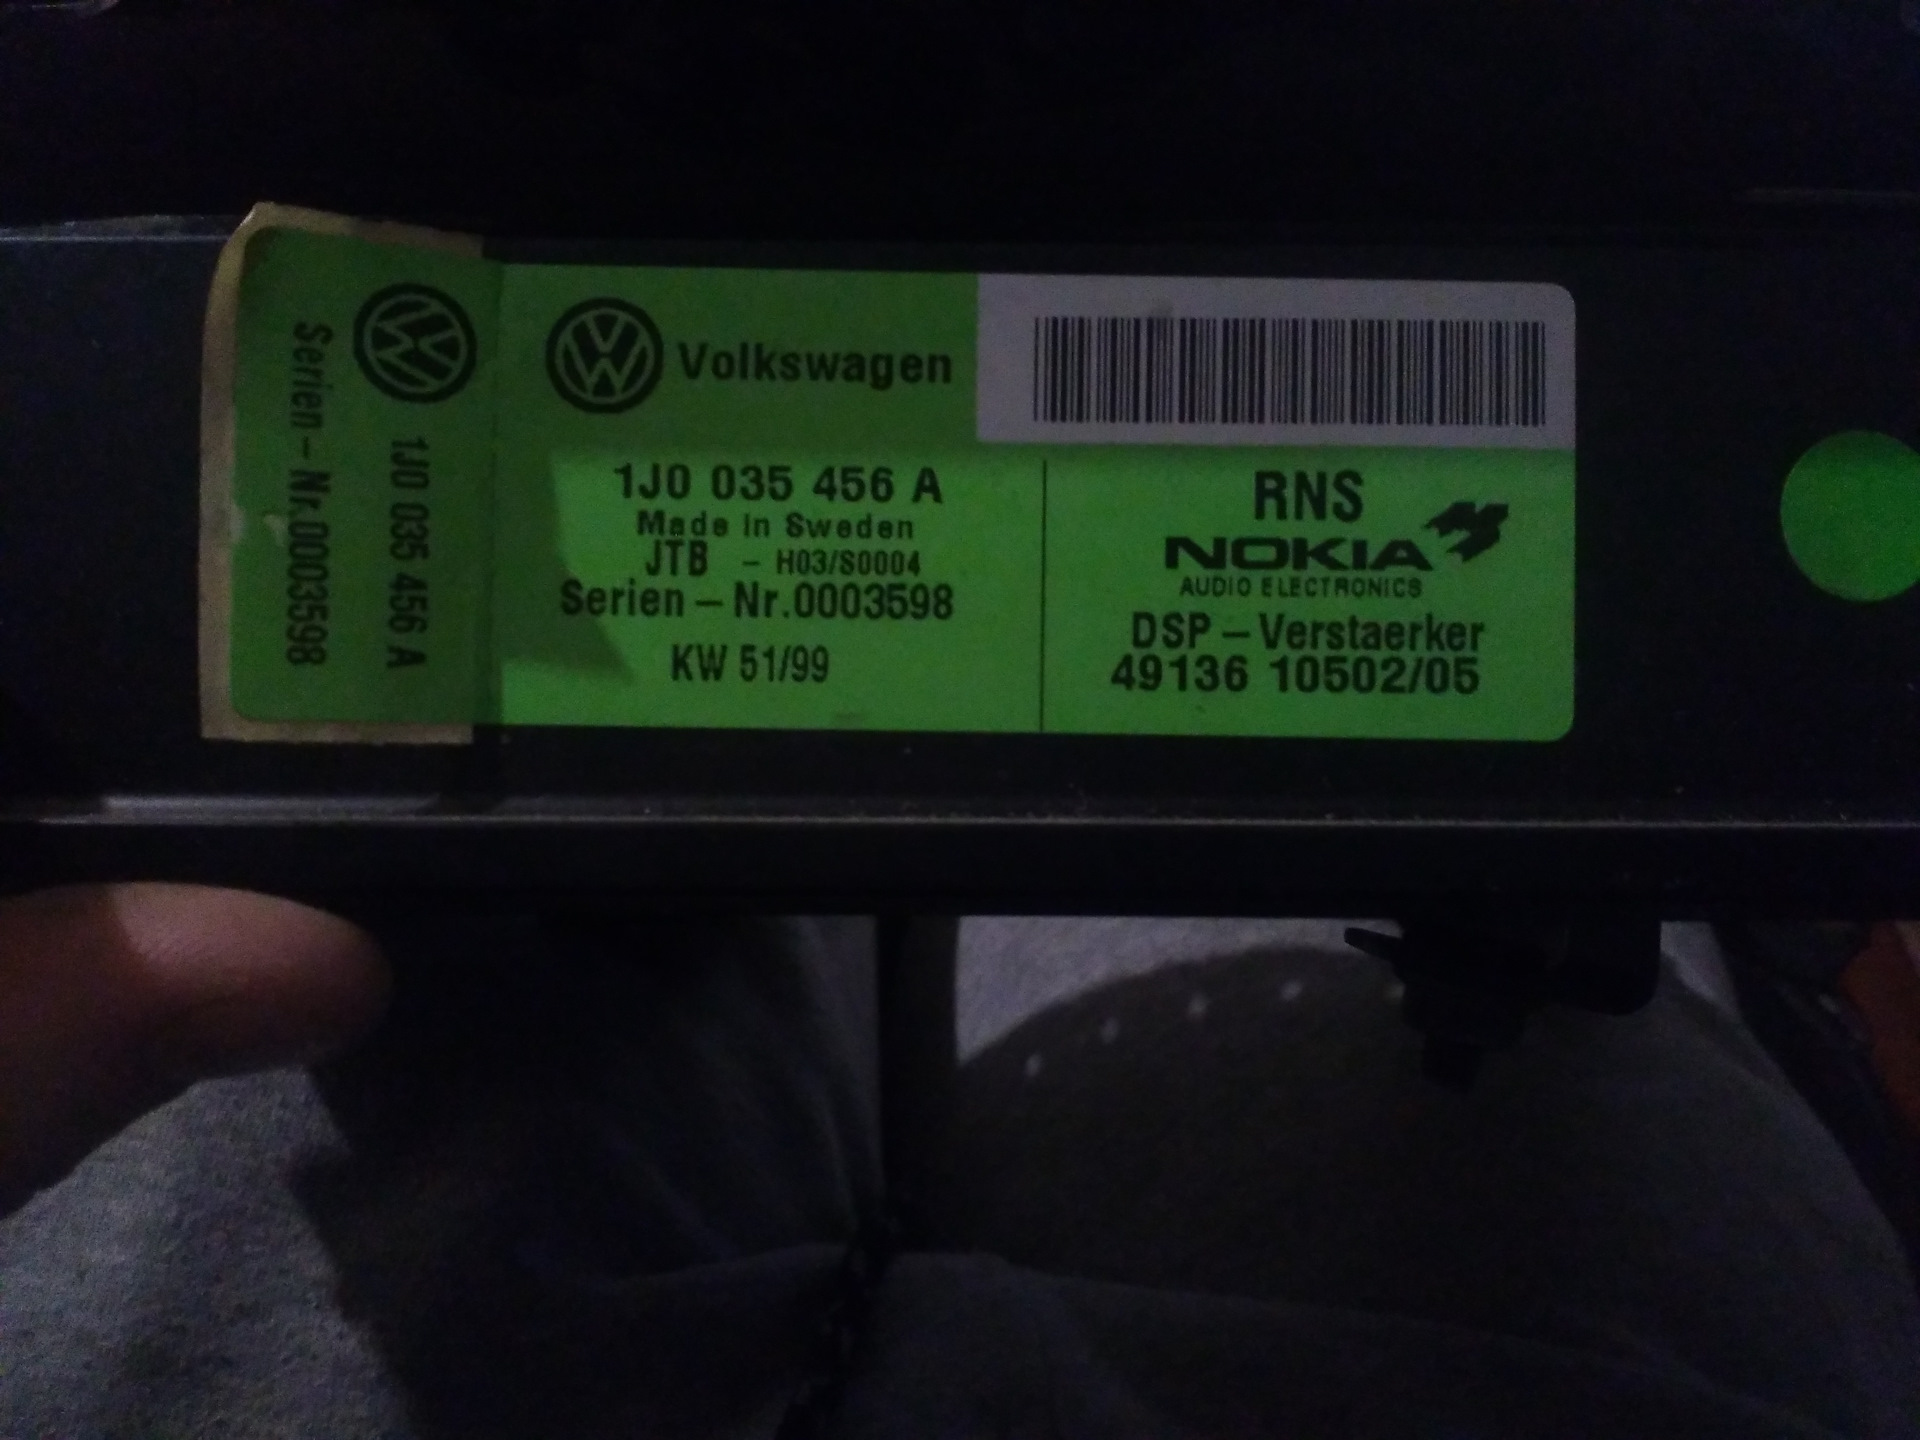 Serien-Nr.0003598
1J0 035 456 A
Volkswagen
1J0 035 456 A
Made in Sweden
JTB - H03/S0004
Serien-Nr.0003598
KW 51/99
RNS
NOKIA
AUDIO ELECTRONICS
DSP-Verstaerker
49136 10502/05